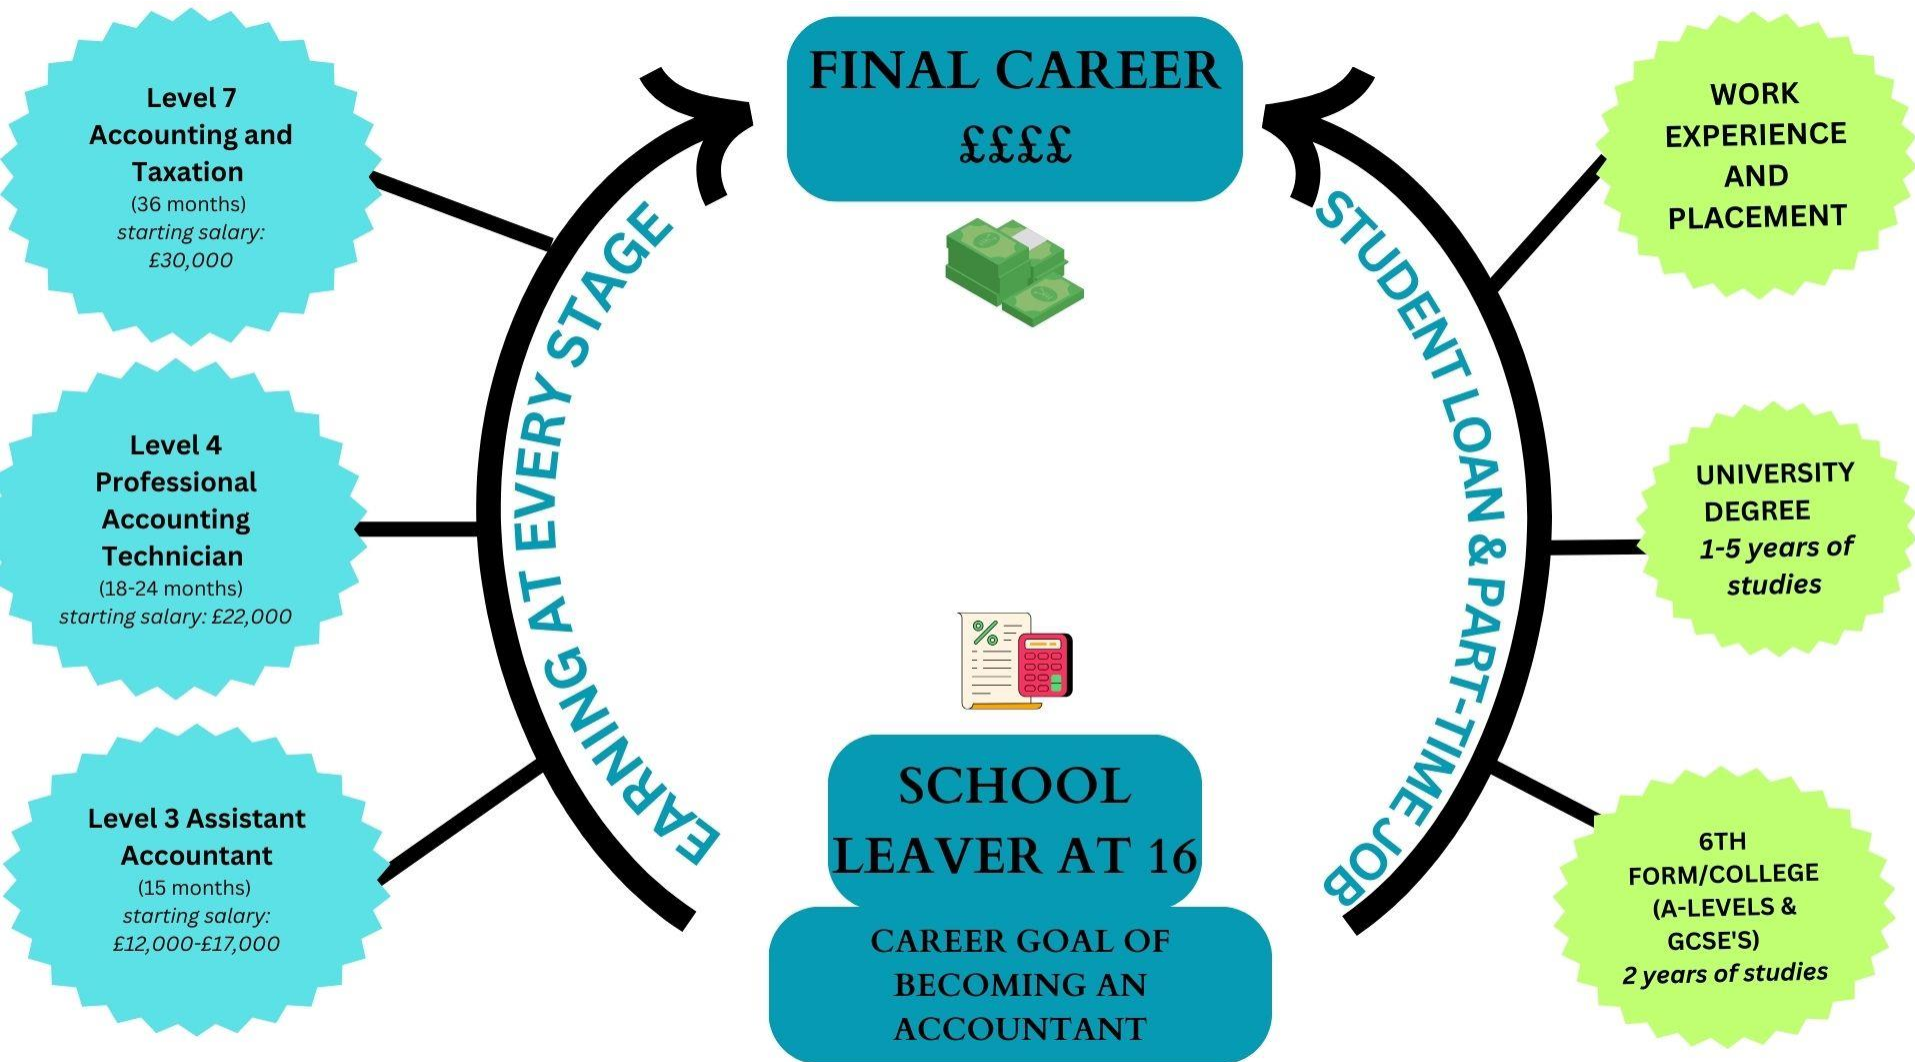 FINAL CAREER
££££
Level 7
Accounting and
Taxation
(36 months)
starting salary:
£30,000
Level 4
Professional
Accounting
Technician
(18-24 months)
starting salary: £22,000
Level 3 Assistant
Accountant
(15 months)
starting salary:
£12,000-£17,000
EARNING AT EVERY STAGE
%
SCHOOL
LEAVER AT 16
CAREER GOAL OF
BECOMING AN
ACCOUNTANT
STUDENT LOAN & PART-TIME JOB
WORK
EXPERIENCE
AND
PLACEMENT
UNIVERSITY
DEGREE
1-5 years of
studies
6TH
FORM/COLLEGE
(A-LEVELS &
GCSE'S)
2 years of studies